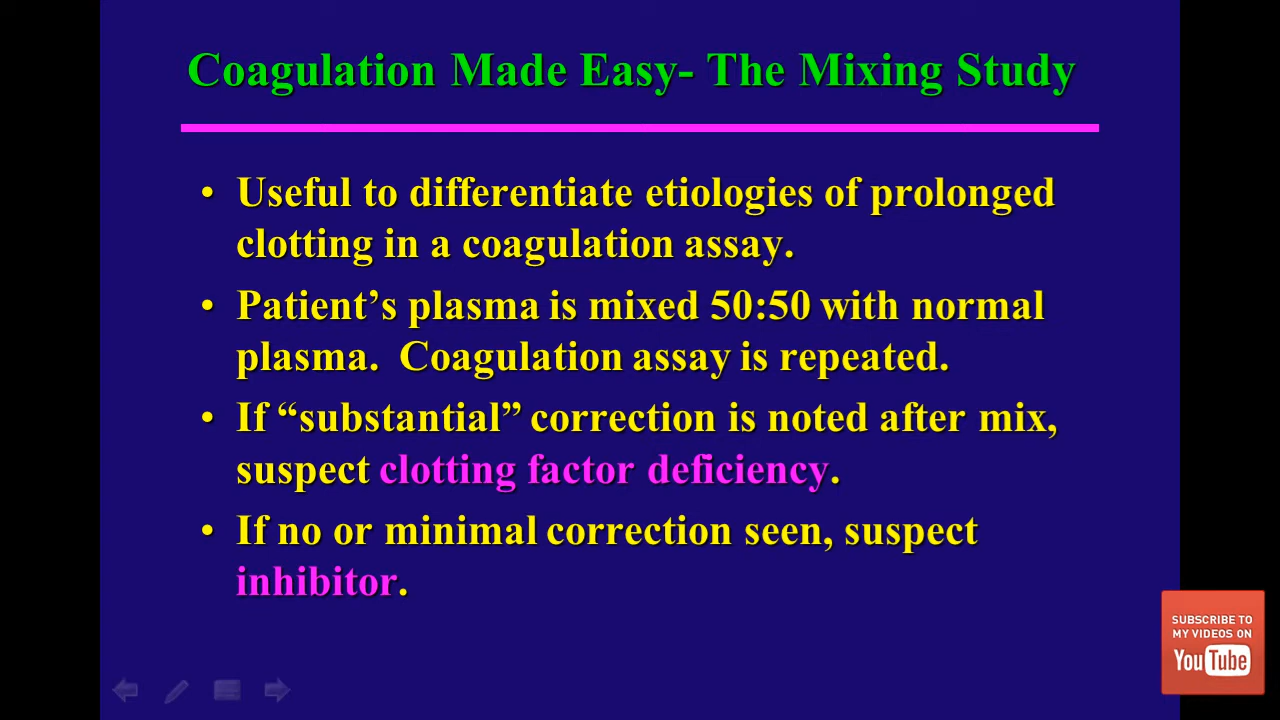 Coagulation Made Easy- The Mixing Study
• Useful to differentiate etiologies of prolonged
clotting in a coagulation assay.
• Patient’s plasma is mixed 50:50 with normal
plasma.  Coagulation assay is repeated.
• If “substantial” correction is noted after mix,
suspect clotting factor deficiency.
• If no or minimal correction seen, suspect
inhibitor.
SUBSCRIBE TO
MY VIDEOS ON
YouTube